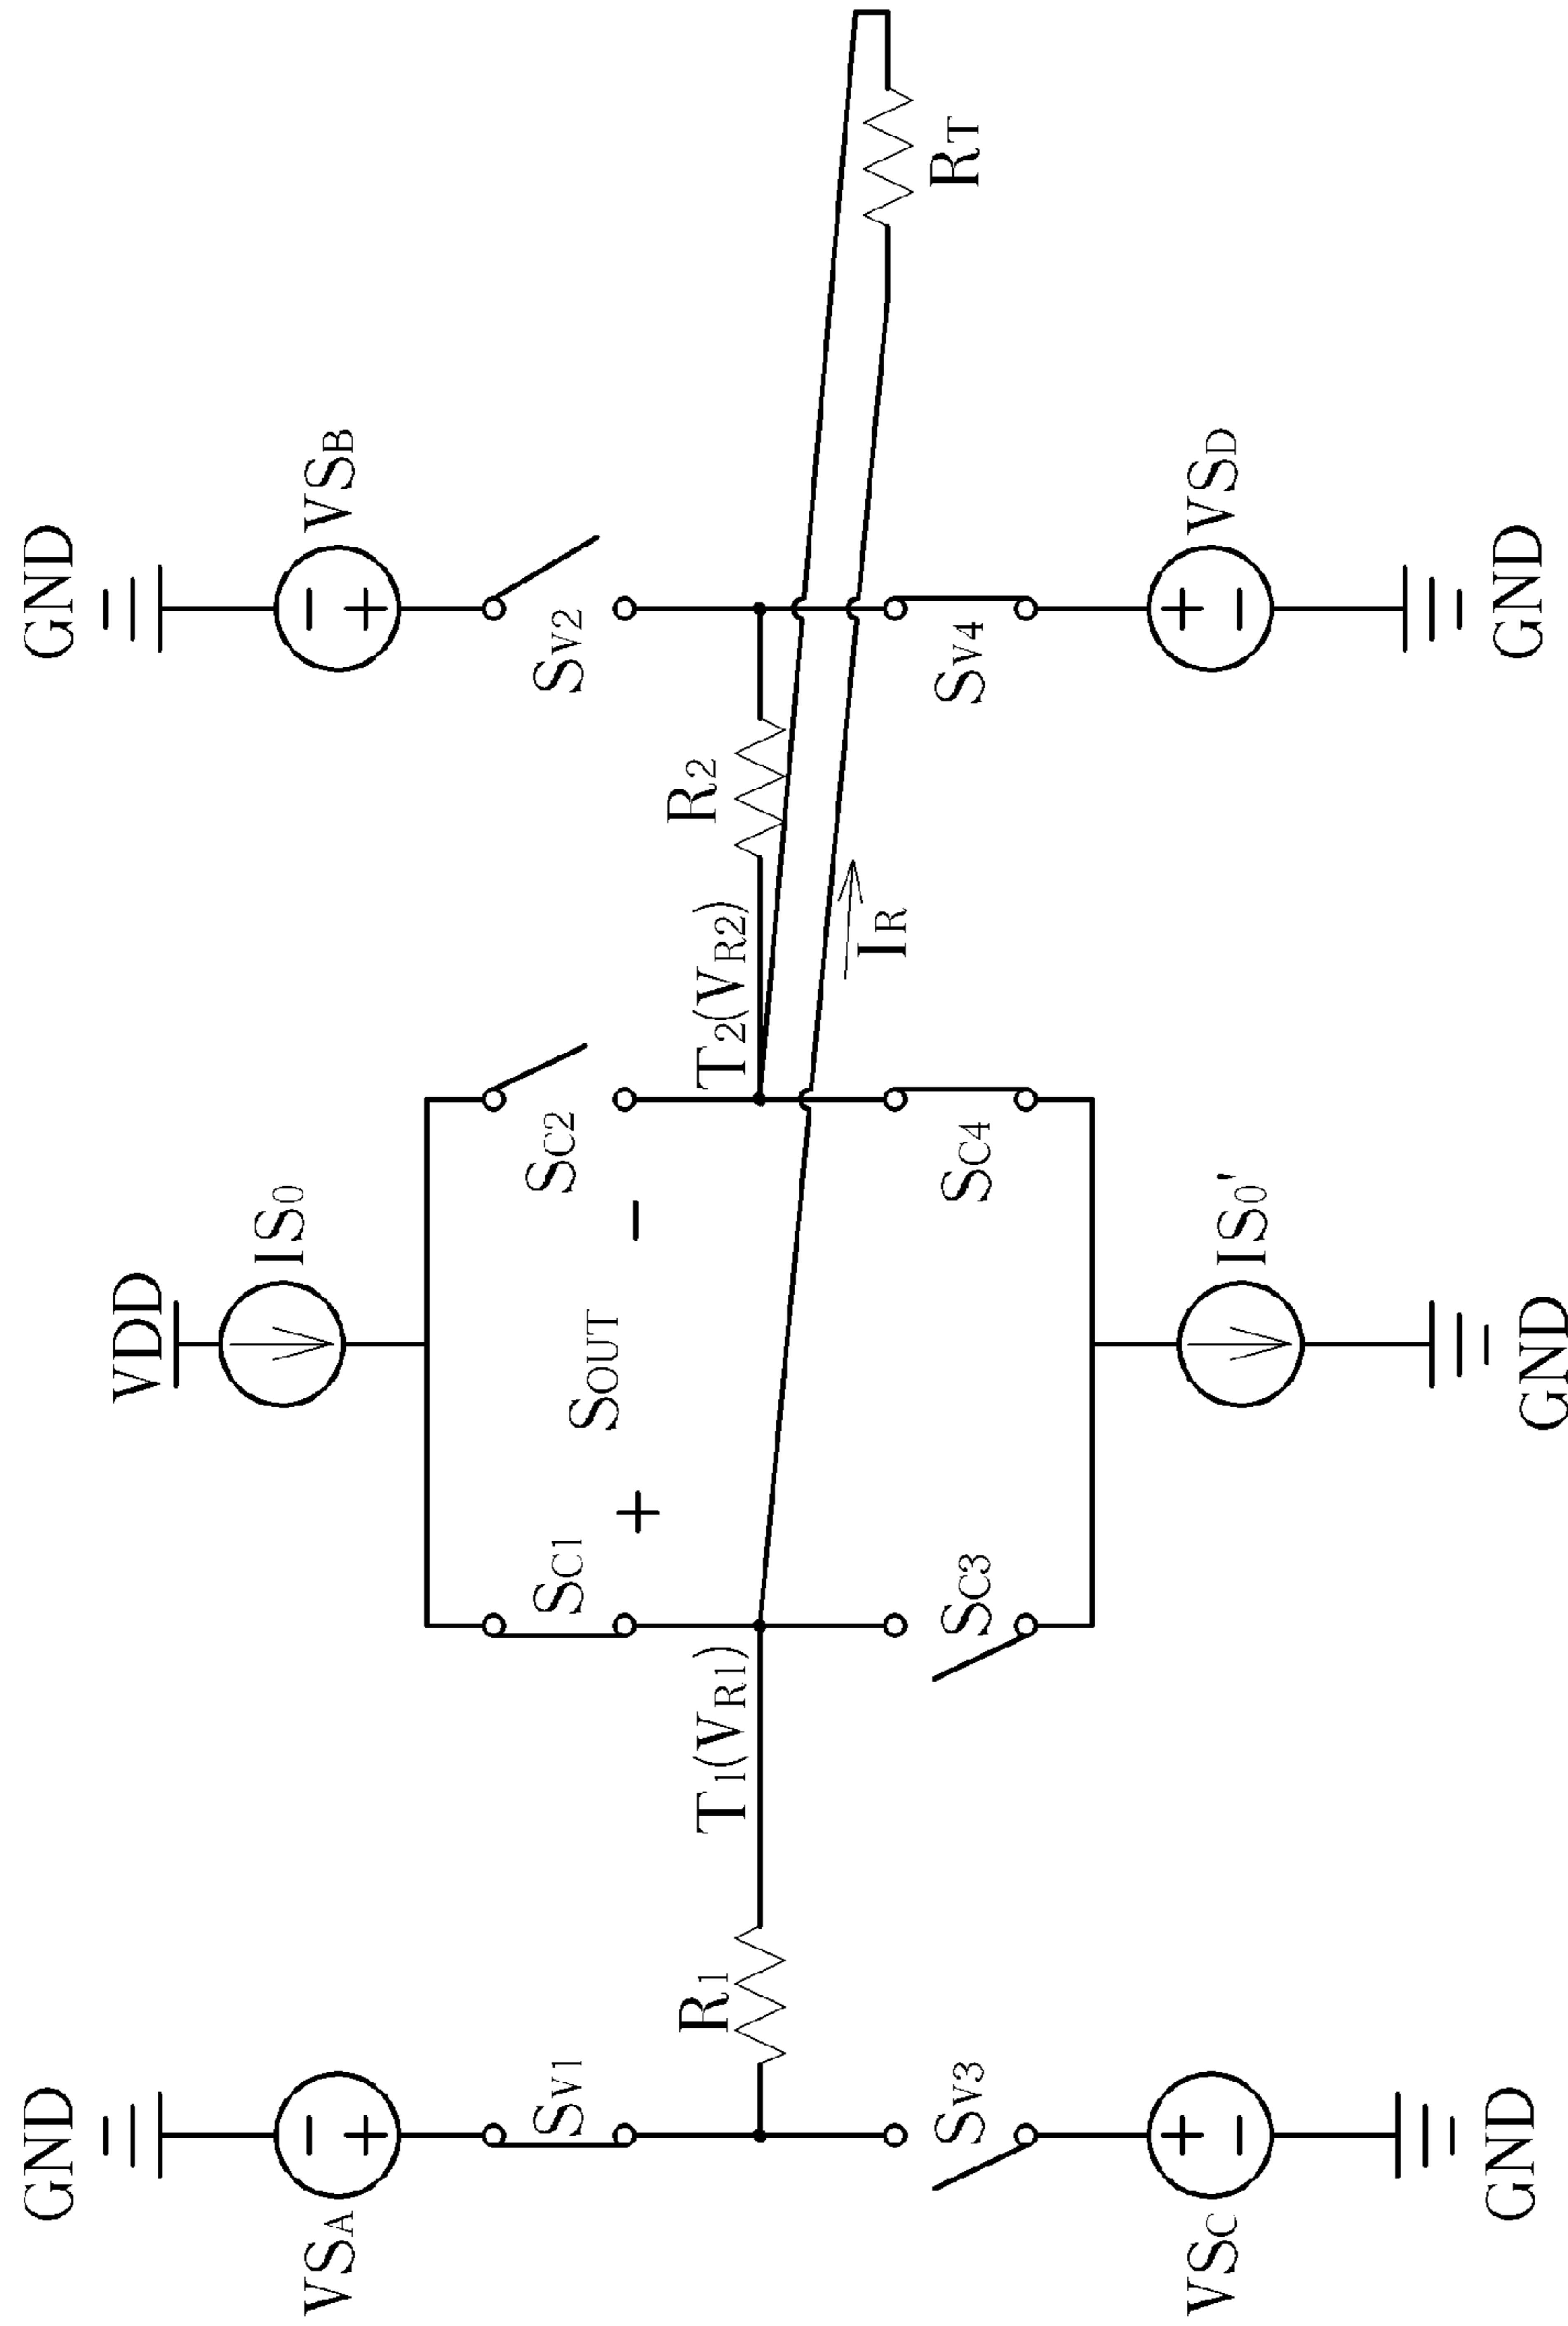 GND
VSB
SV2
VDD
IS0
SC2
SC1
GND
VSA
SV1
R2
T2(VR2)
SOUT
+
−
T1(VR1)
R1
IR
RT
SV4
VSD
GND
SC4
SC3
IS0'
GND
SV3
VSC
GND
+
−
+
−
+
−
+
−